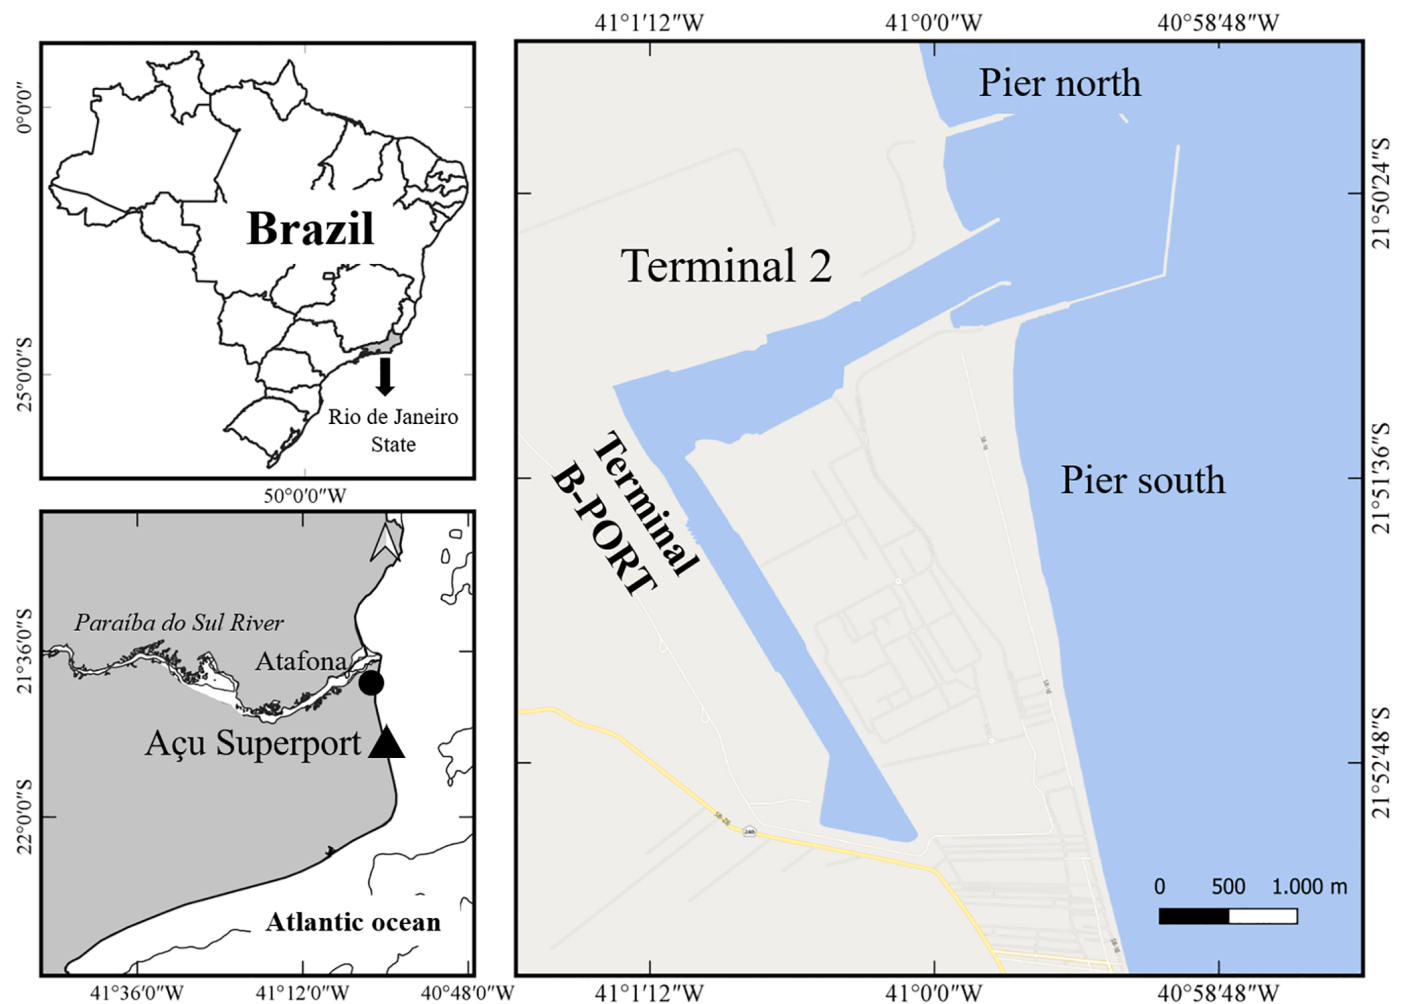 0°0'0"
25°0'0"S
Brazil
Rio de Janeiro
State
50°0'0"W
21°36'0"S
22°0'0"S
Paraíba do Sul River
Atafona
Açu Superport
Atlantic ocean
41°36'0"W
41°12'0"W
40°48'0"W
41°1'12"W
41°0'0"W
40°58'48"W
Pier north
Terminal 2
Terminal
B-PORT
Pier south
240
0
500
1.000 m
21°50'24"S
21°51'36"S
21°52'48"S
41°1'12"W
41°0'0"W
40°58'48"W